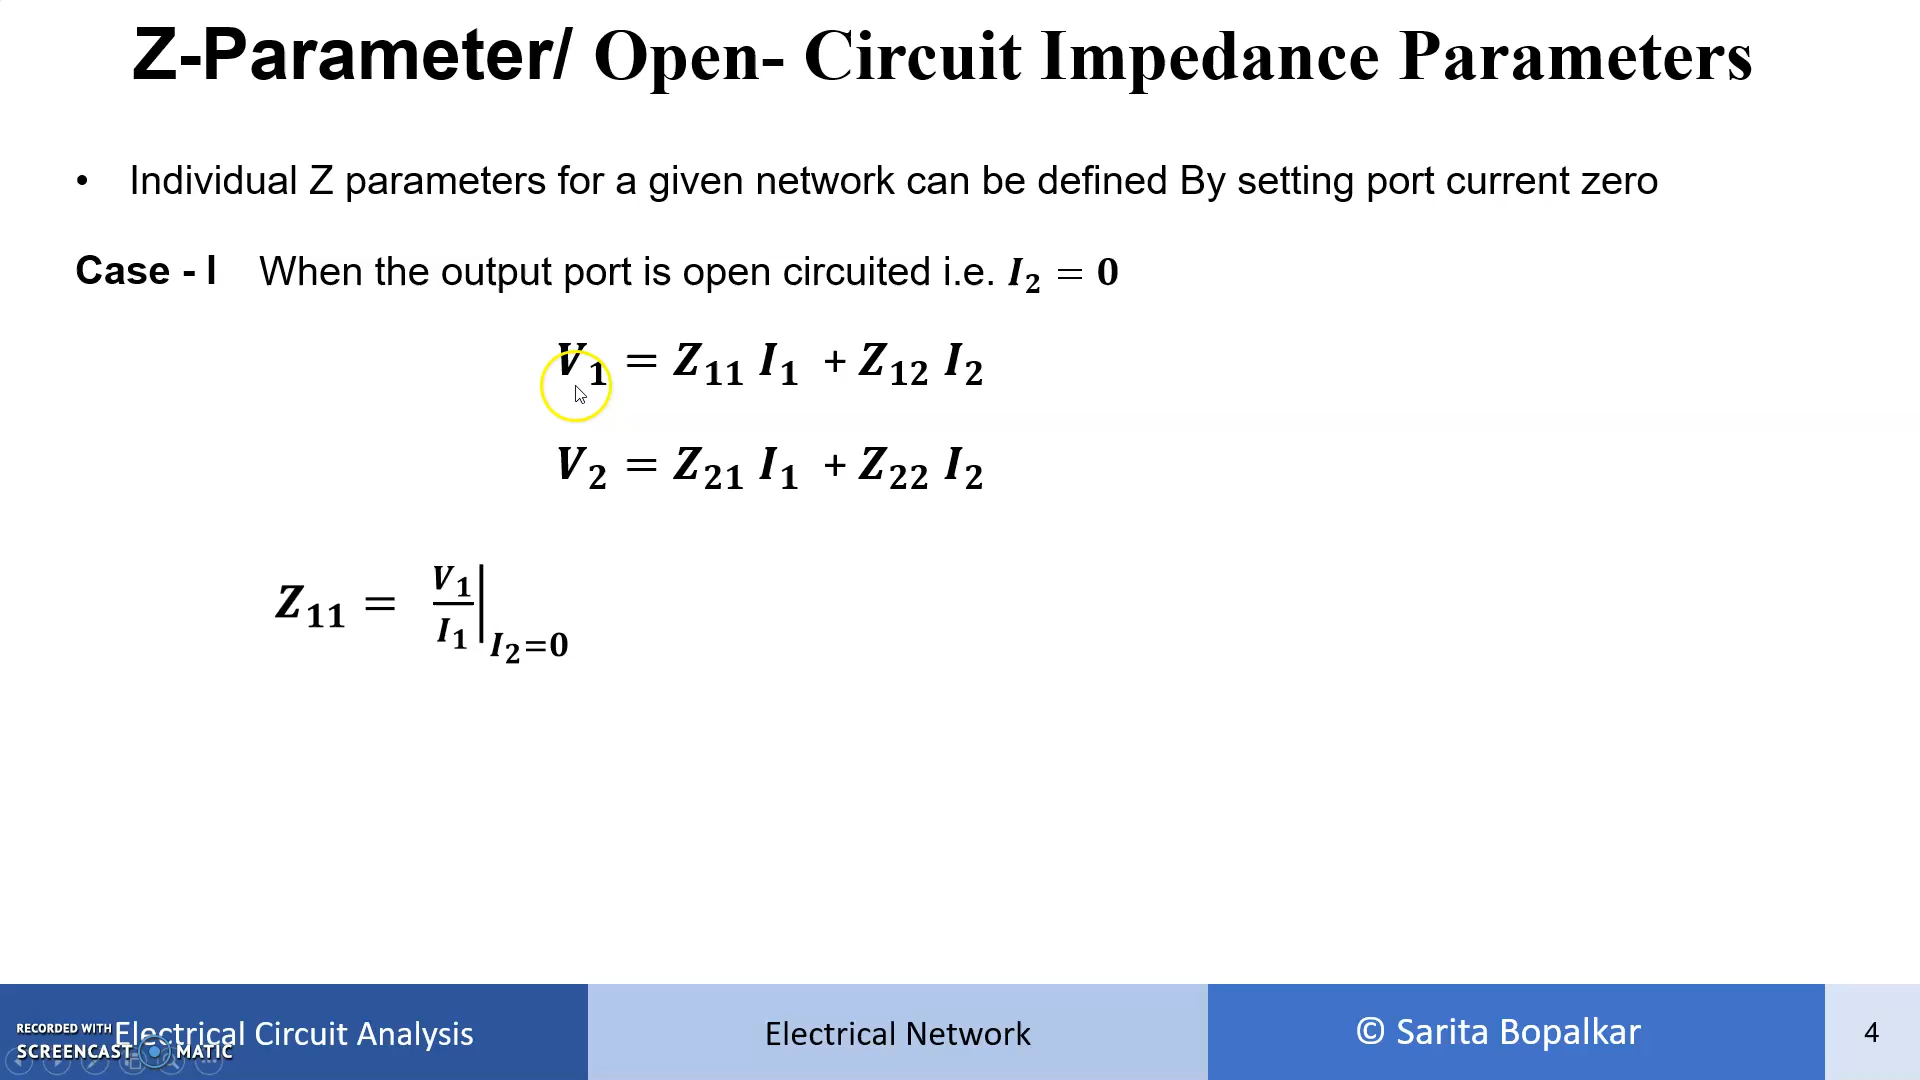 Z-Parameter/ Open- Circuit Impedance Parameters
• Individual Z parameters for a given network can be defined By setting port current zero
Case - I When the output port is open circuited i.e. I₂ = 0
V₁ = Z₁₁ I₁ + Z₁₂ I₂
V₂ = Z₂₁ I₁ + Z₂₂ I₂
Z₁₁ = V₁/I₁|I₂=0
Electrical Circuit Analysis
Electrical Network
© Sarita Bopalkar
4
RECORDED WITH
SCREENCAST MATIC